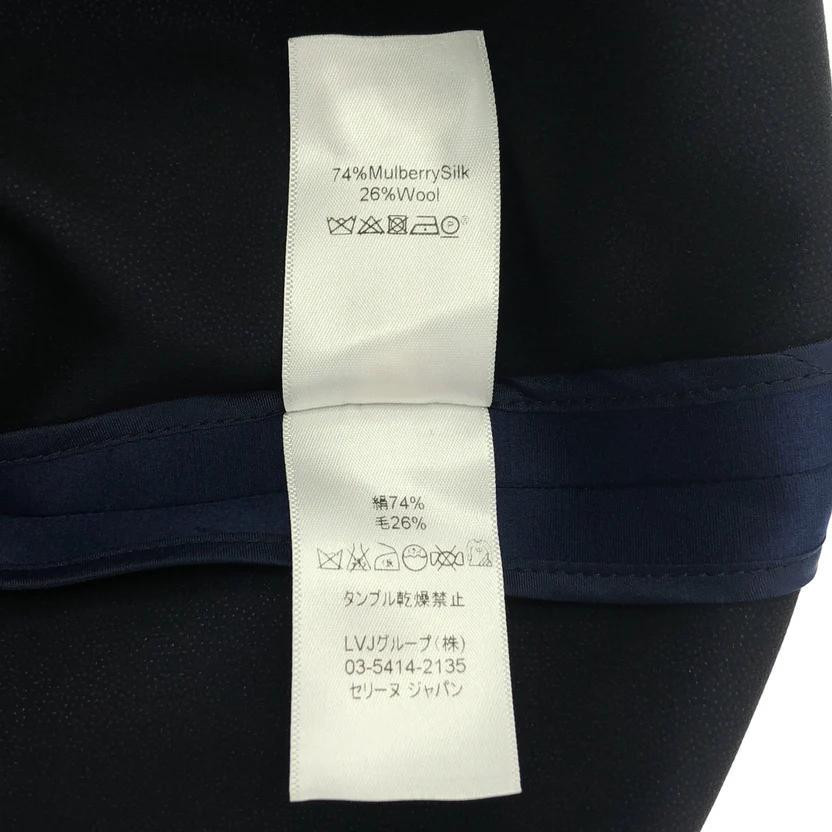 74%MulberrySilk
26%Wool
P
絹74%
毛26%
タンブル乾燥禁止
LVJグループ(株)
03-5414-2135
セリーヌ ジャパン